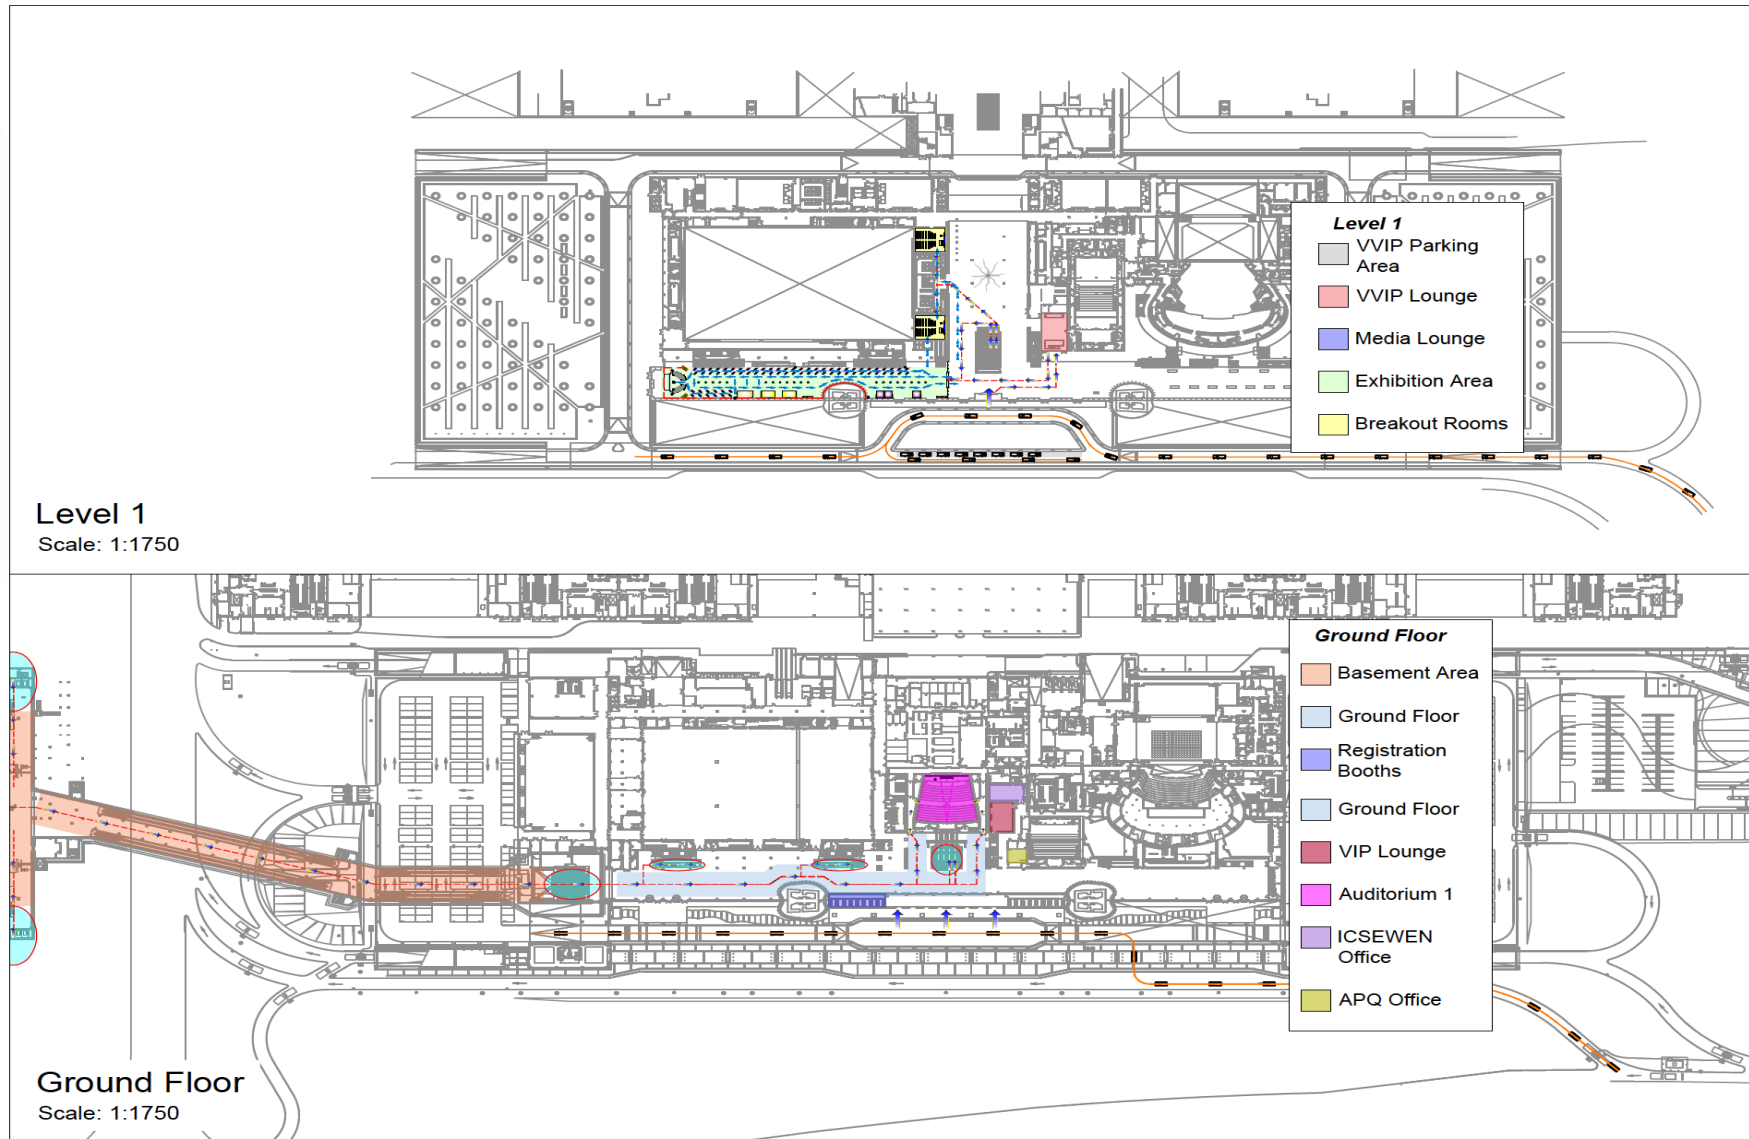 Level 1
VVIP Parking
Area
VVIP Lounge
Media Lounge
Exhibition Area
Breakout Rooms
Level 1
Scale: 1:1750
Ground Floor
Basement Area
Ground Floor
Registration
Booths
Ground Floor
VIP Lounge
Auditorium 1
ICSEWEN
Office
APQ Office
Ground Floor
Scale: 1:1750